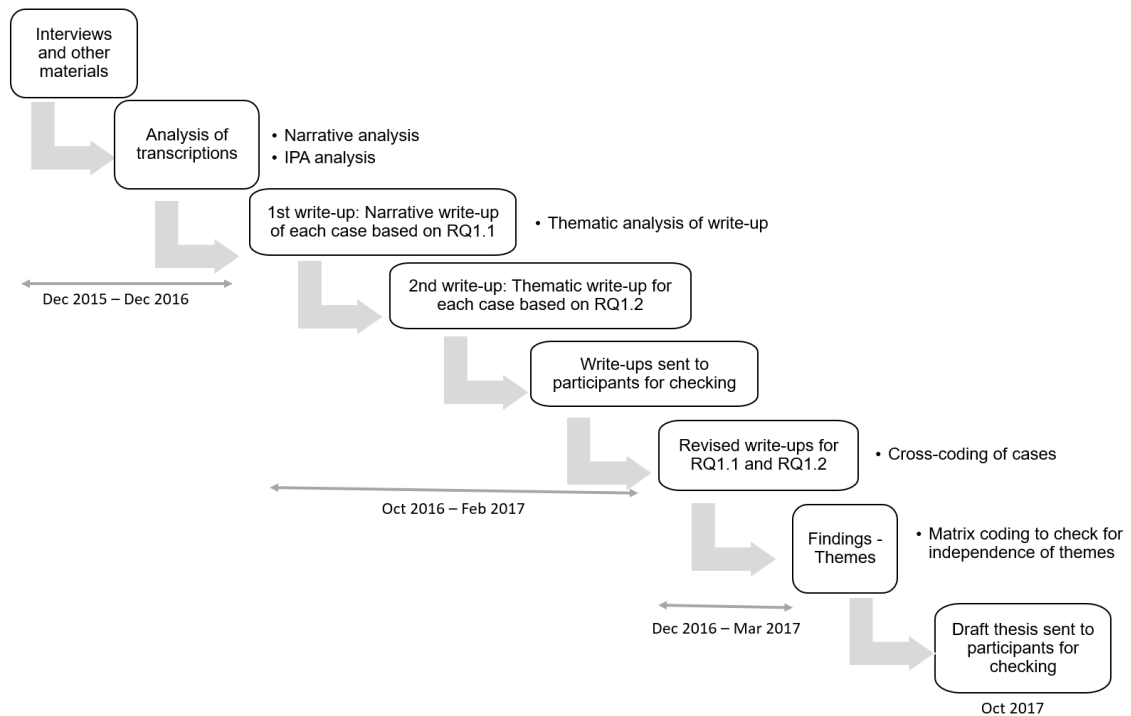 Interviews
and other
materials
Analysis of
transcriptions
• Narrative analysis
• IPA analysis
1st write-up: Narrative write-up
of each case based on RQ1.1
• Thematic analysis of write-up
Dec 2015 – Dec 2016
2nd write-up: Thematic write-up for
each case based on RQ1.2
Write-ups sent to
participants for checking
Revised write-ups for
RQ1.1 and RQ1.2
• Cross-coding of cases
Oct 2016 – Feb 2017
Findings -
Themes
• Matrix coding to check for
independence of themes
Dec 2016 – Mar 2017
Draft thesis sent to
participants for
checking
Oct 2017